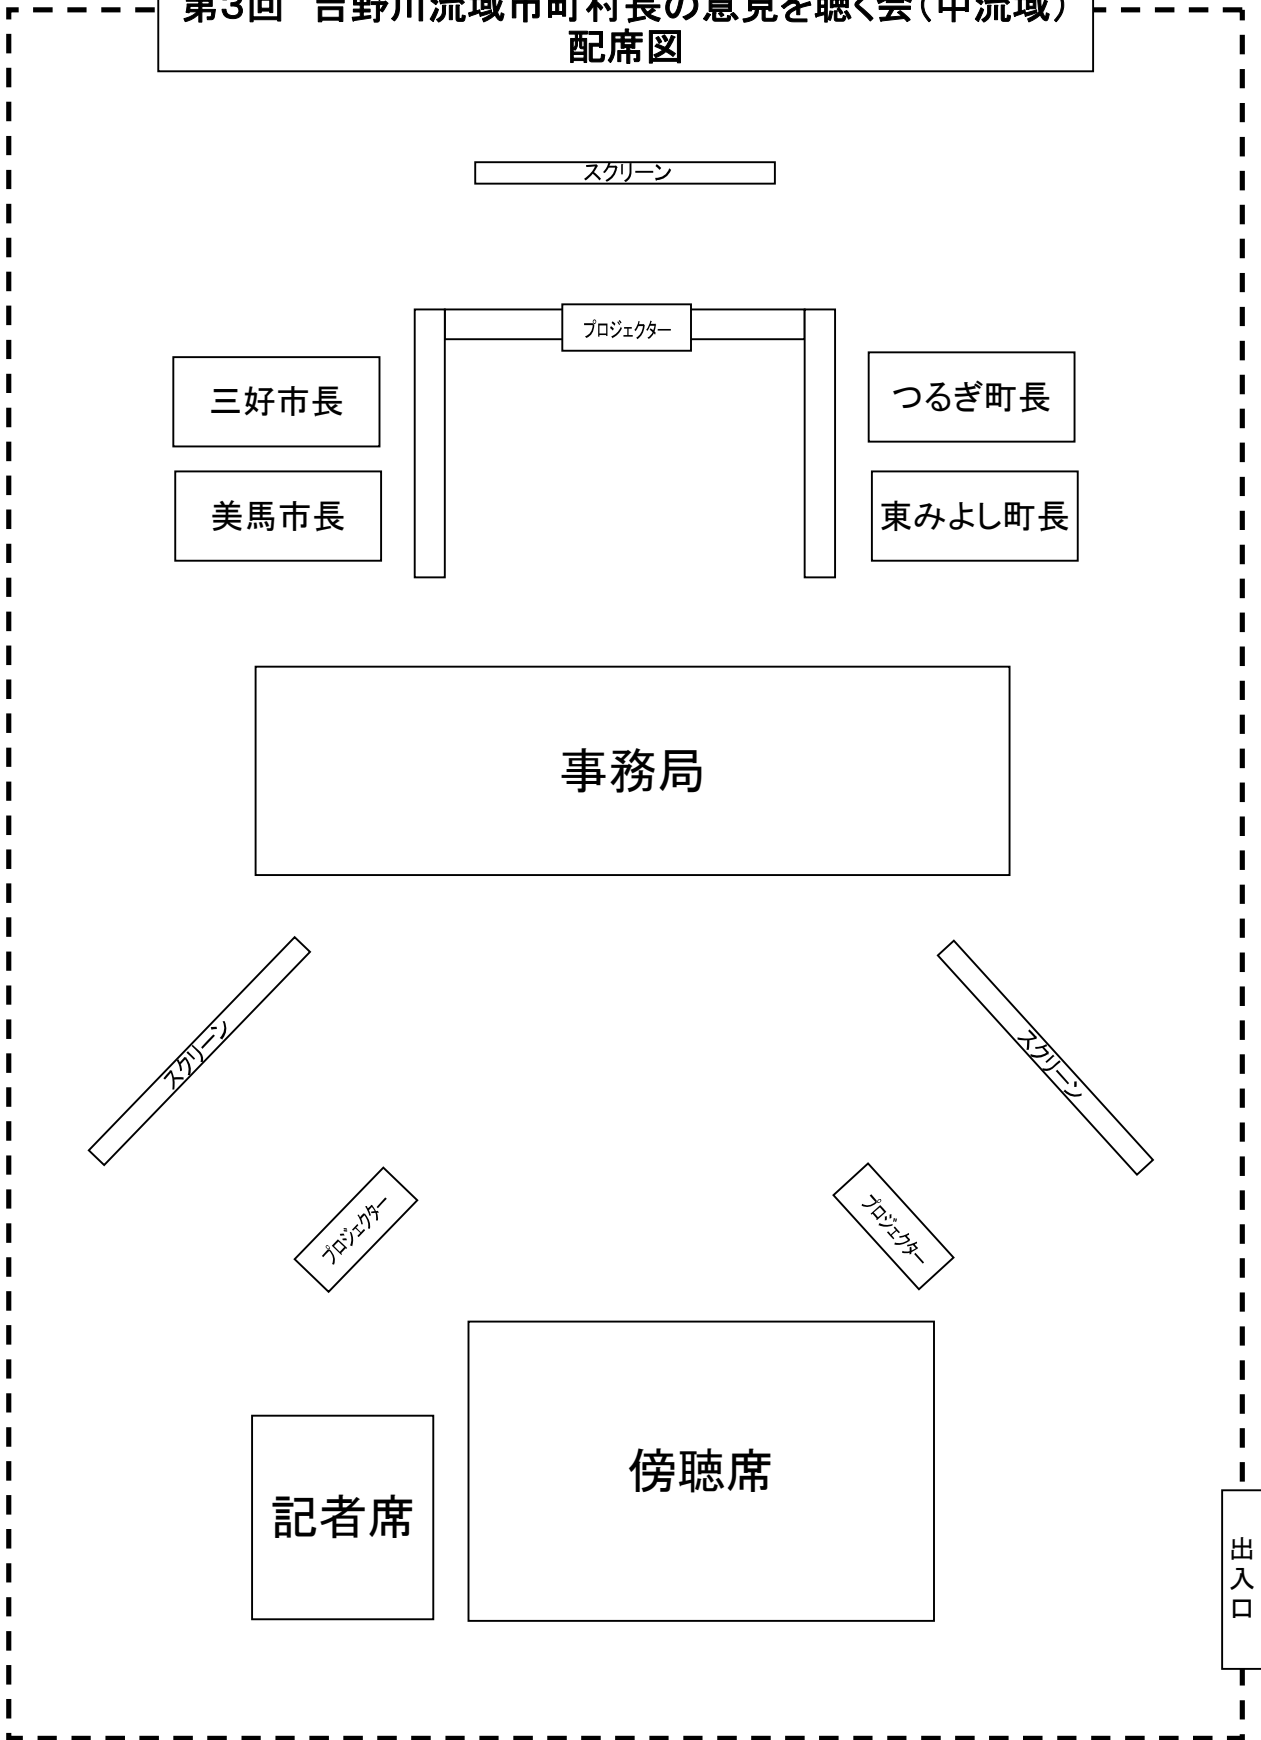 第3回　吉野川流域市町村長の意見を聴く会（中流域）
配席図
スクリーン
プロジェクター
三好市長
つるぎ町長
美馬市長
東みよし町長
事務局
スクリーン
スクリーン
プロジェクター
プロジェクター
傍聴席
記者席
出入口